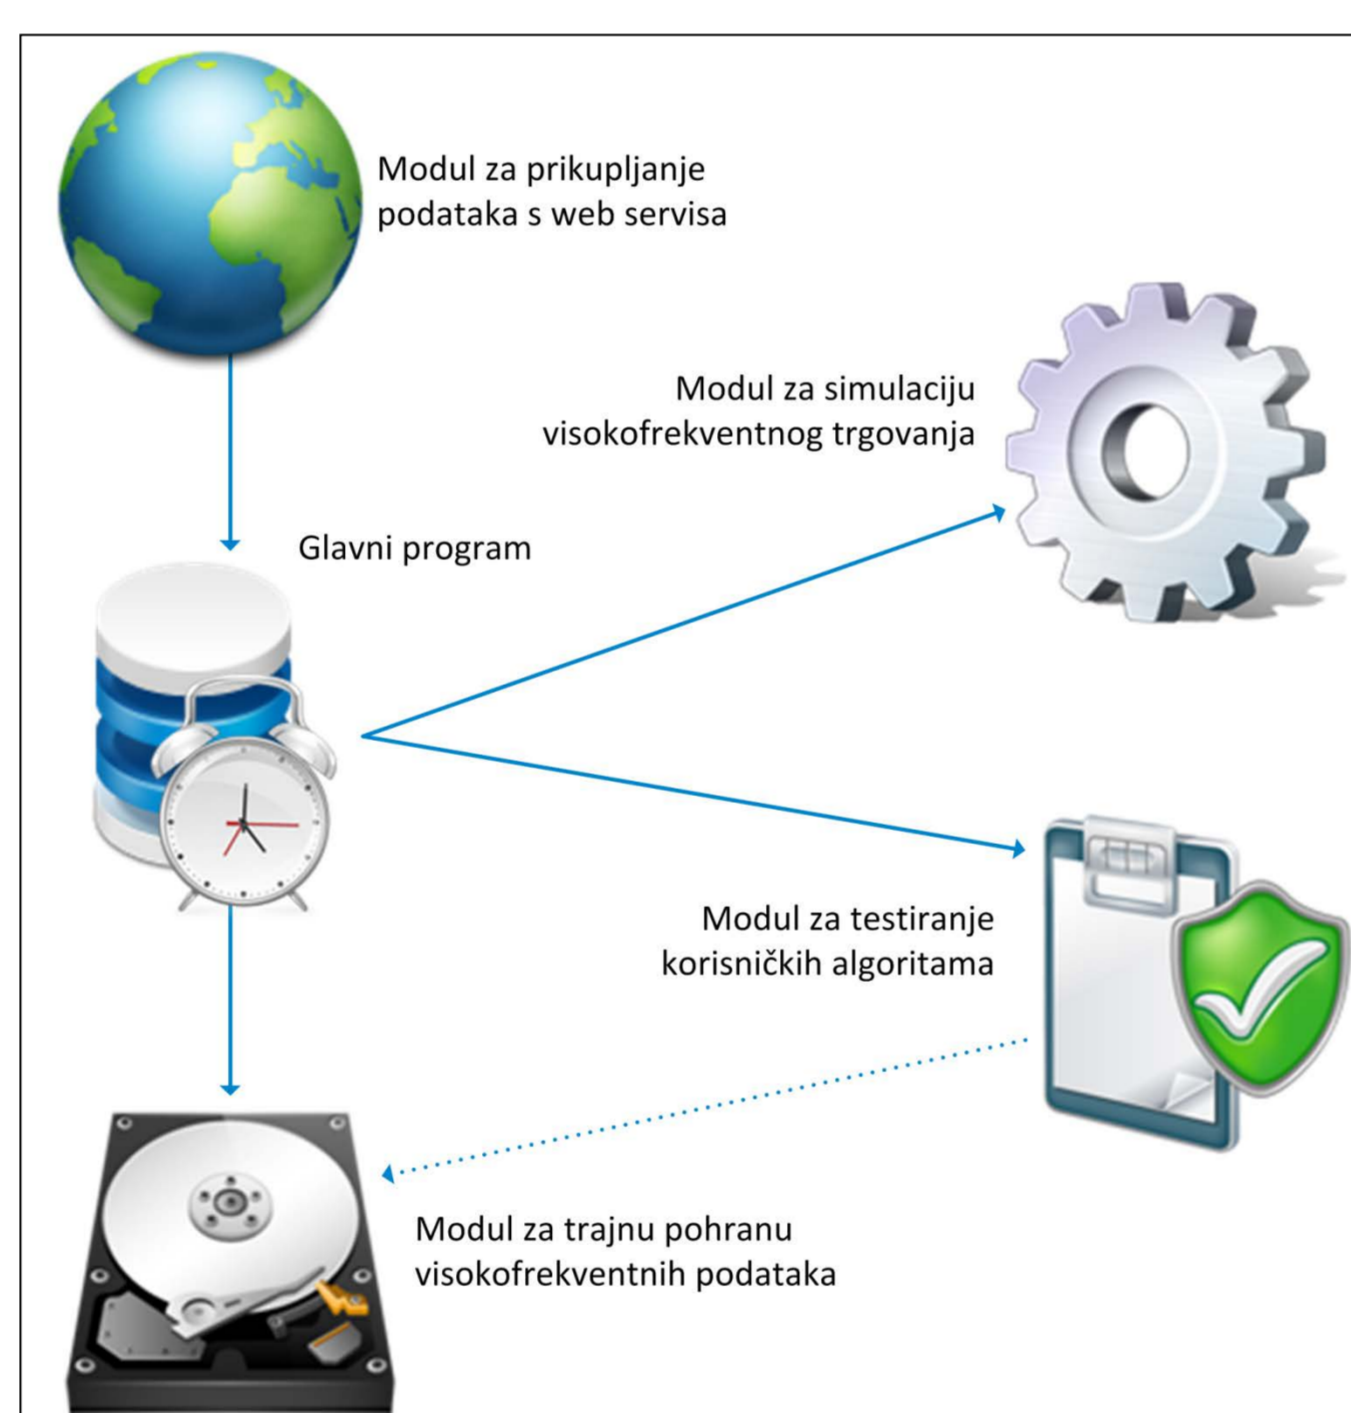 Modul za prikupljanje
podataka s web servisa
Modul za simulaciju
visokofrekventnog trgovanja
Glavni program
Modul za testiranje
korisničkih algoritama
Modul za trajnu pohranu
visokofrekventnih podataka